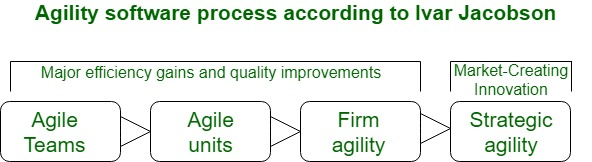 Agility software process according to Ivar Jacobson
Major efficiency gains and quality improvements
Market-Creating
Innovation
Agile
Teams
Agile
units
Firm
agility
Strategic
agility